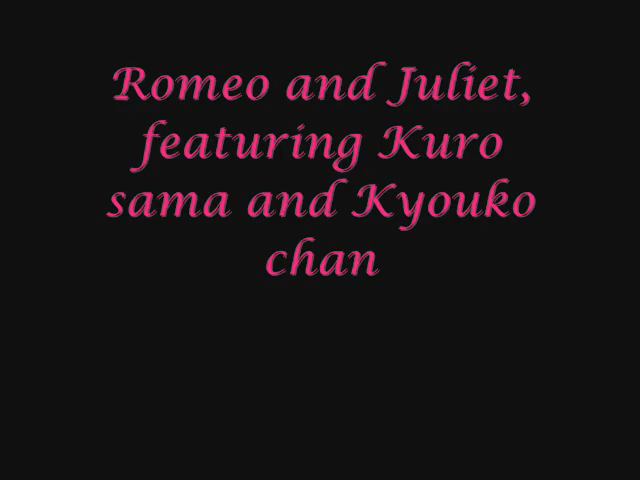 Romeo and Juliet,
featuring Kuro
sama and Kyouko
chan